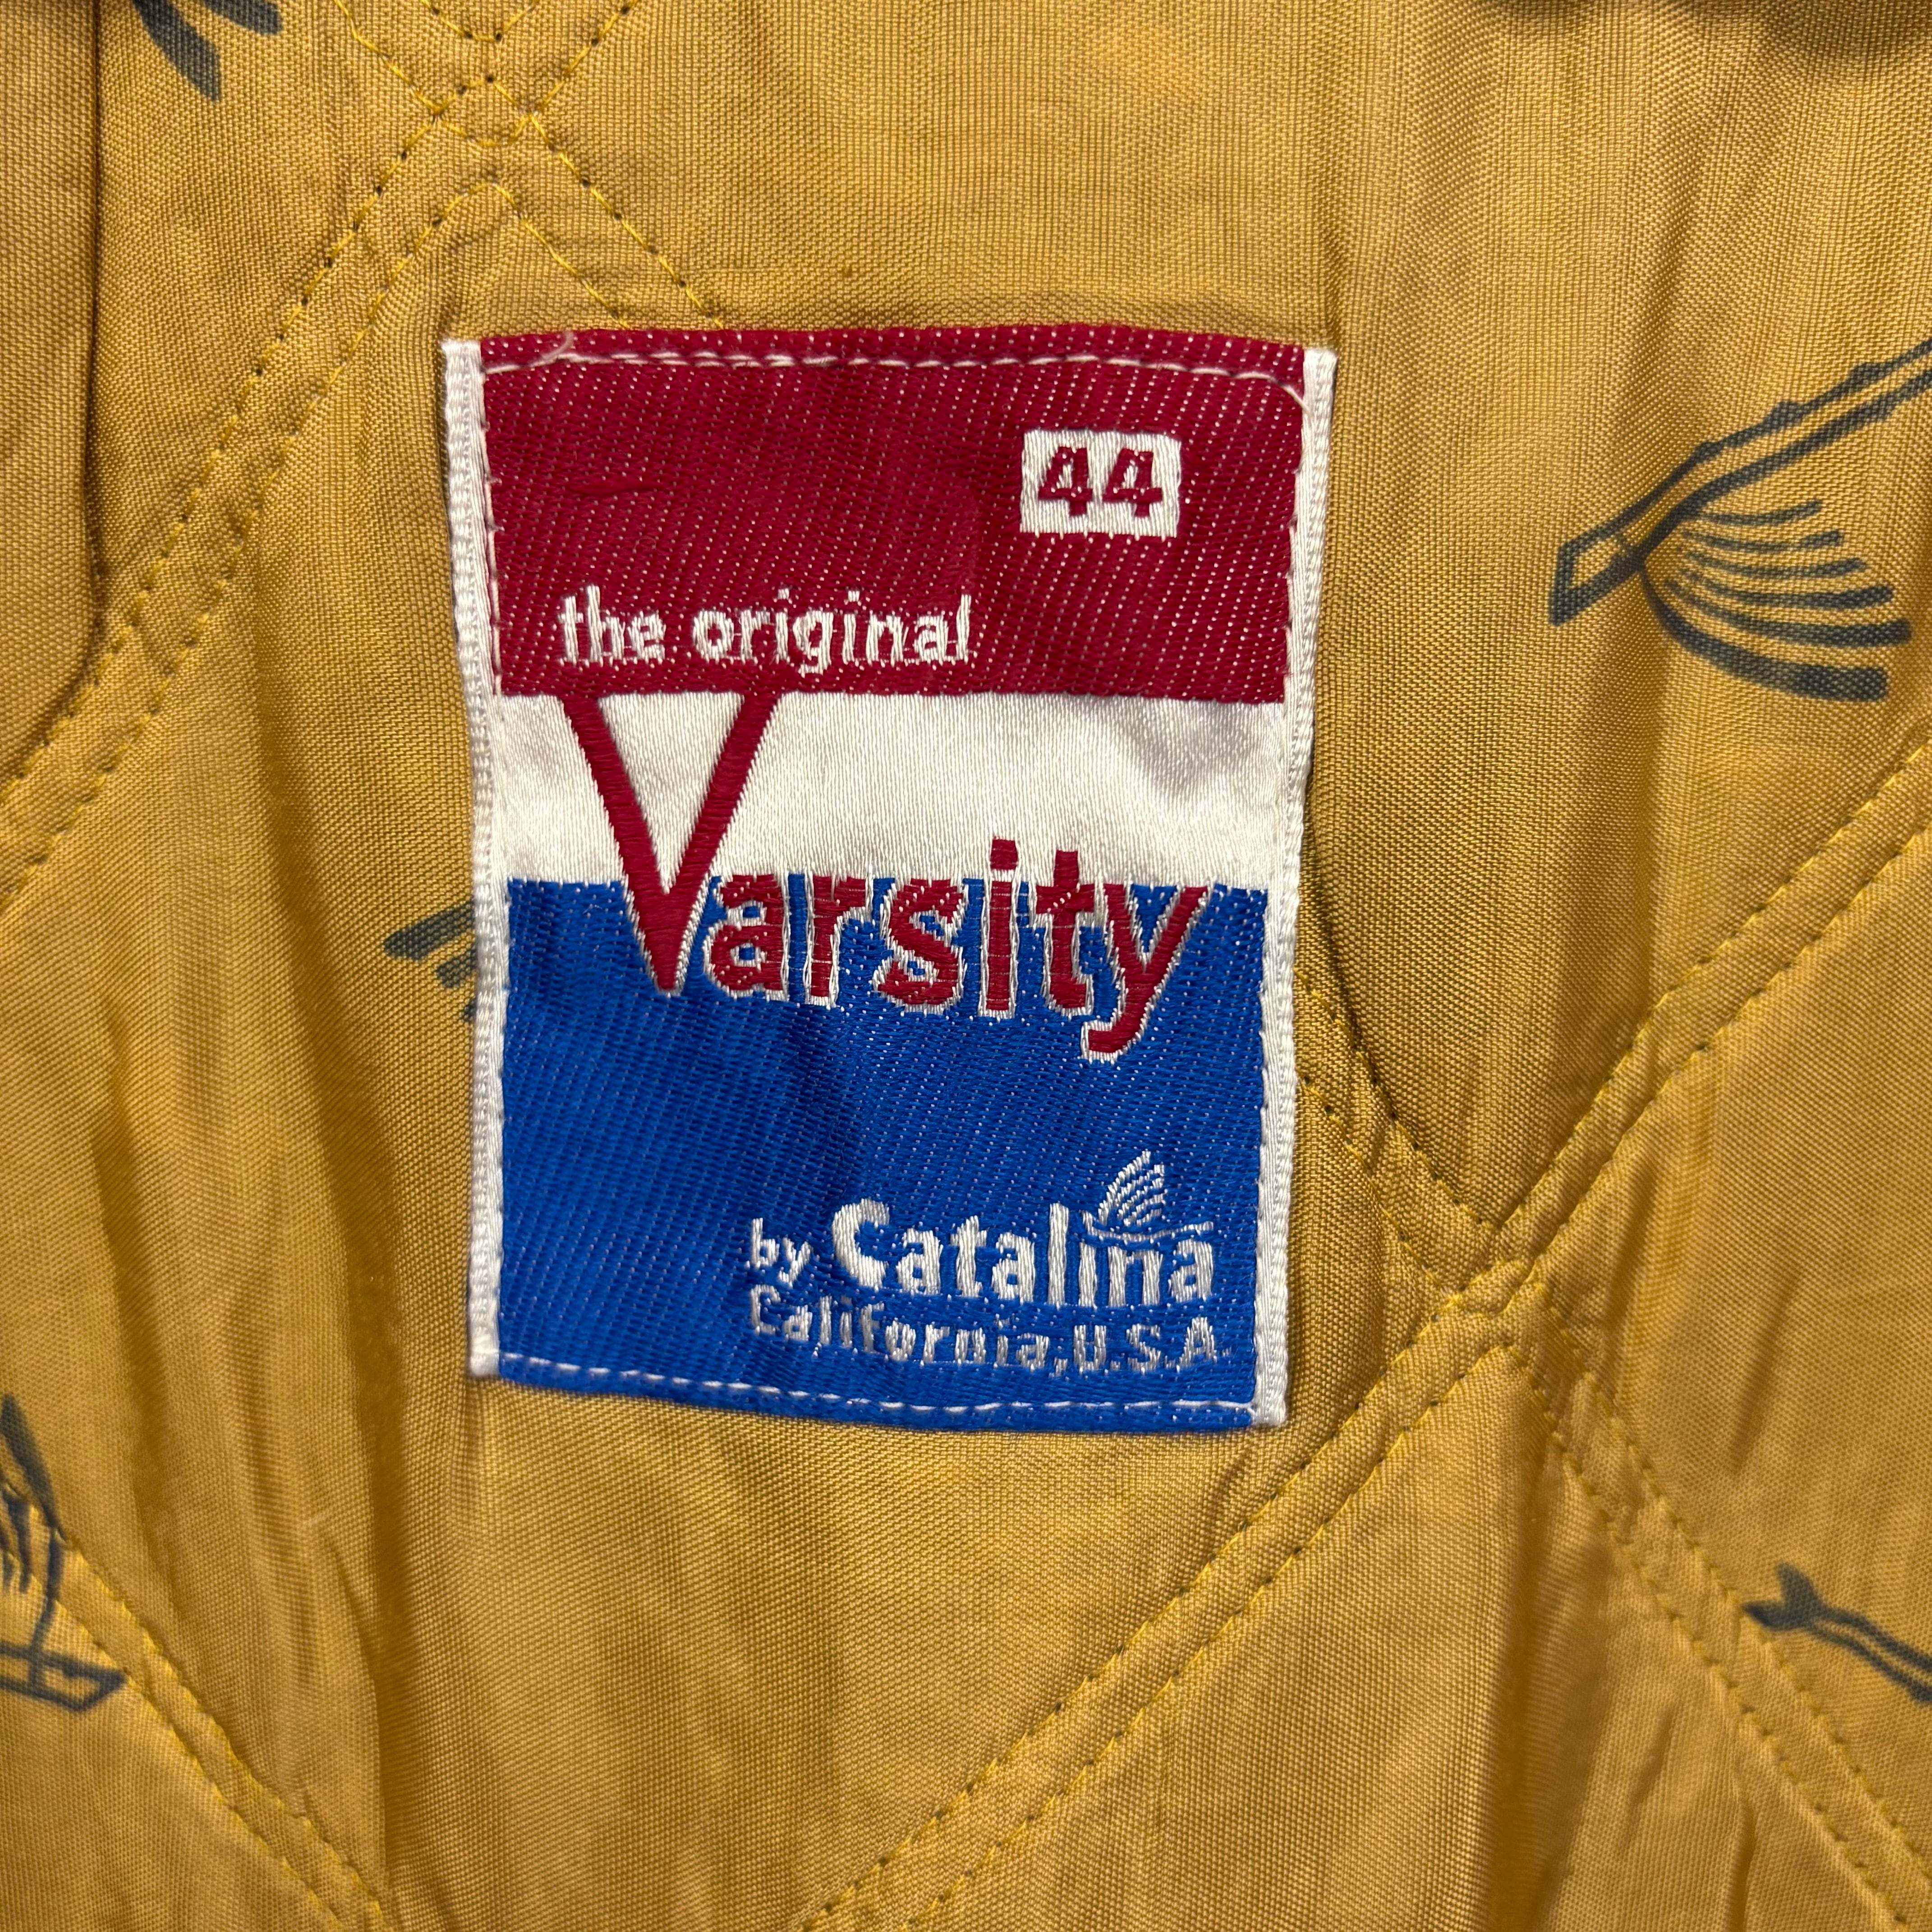 44
the original
Varsity
by Catalina
California, U.S.A.